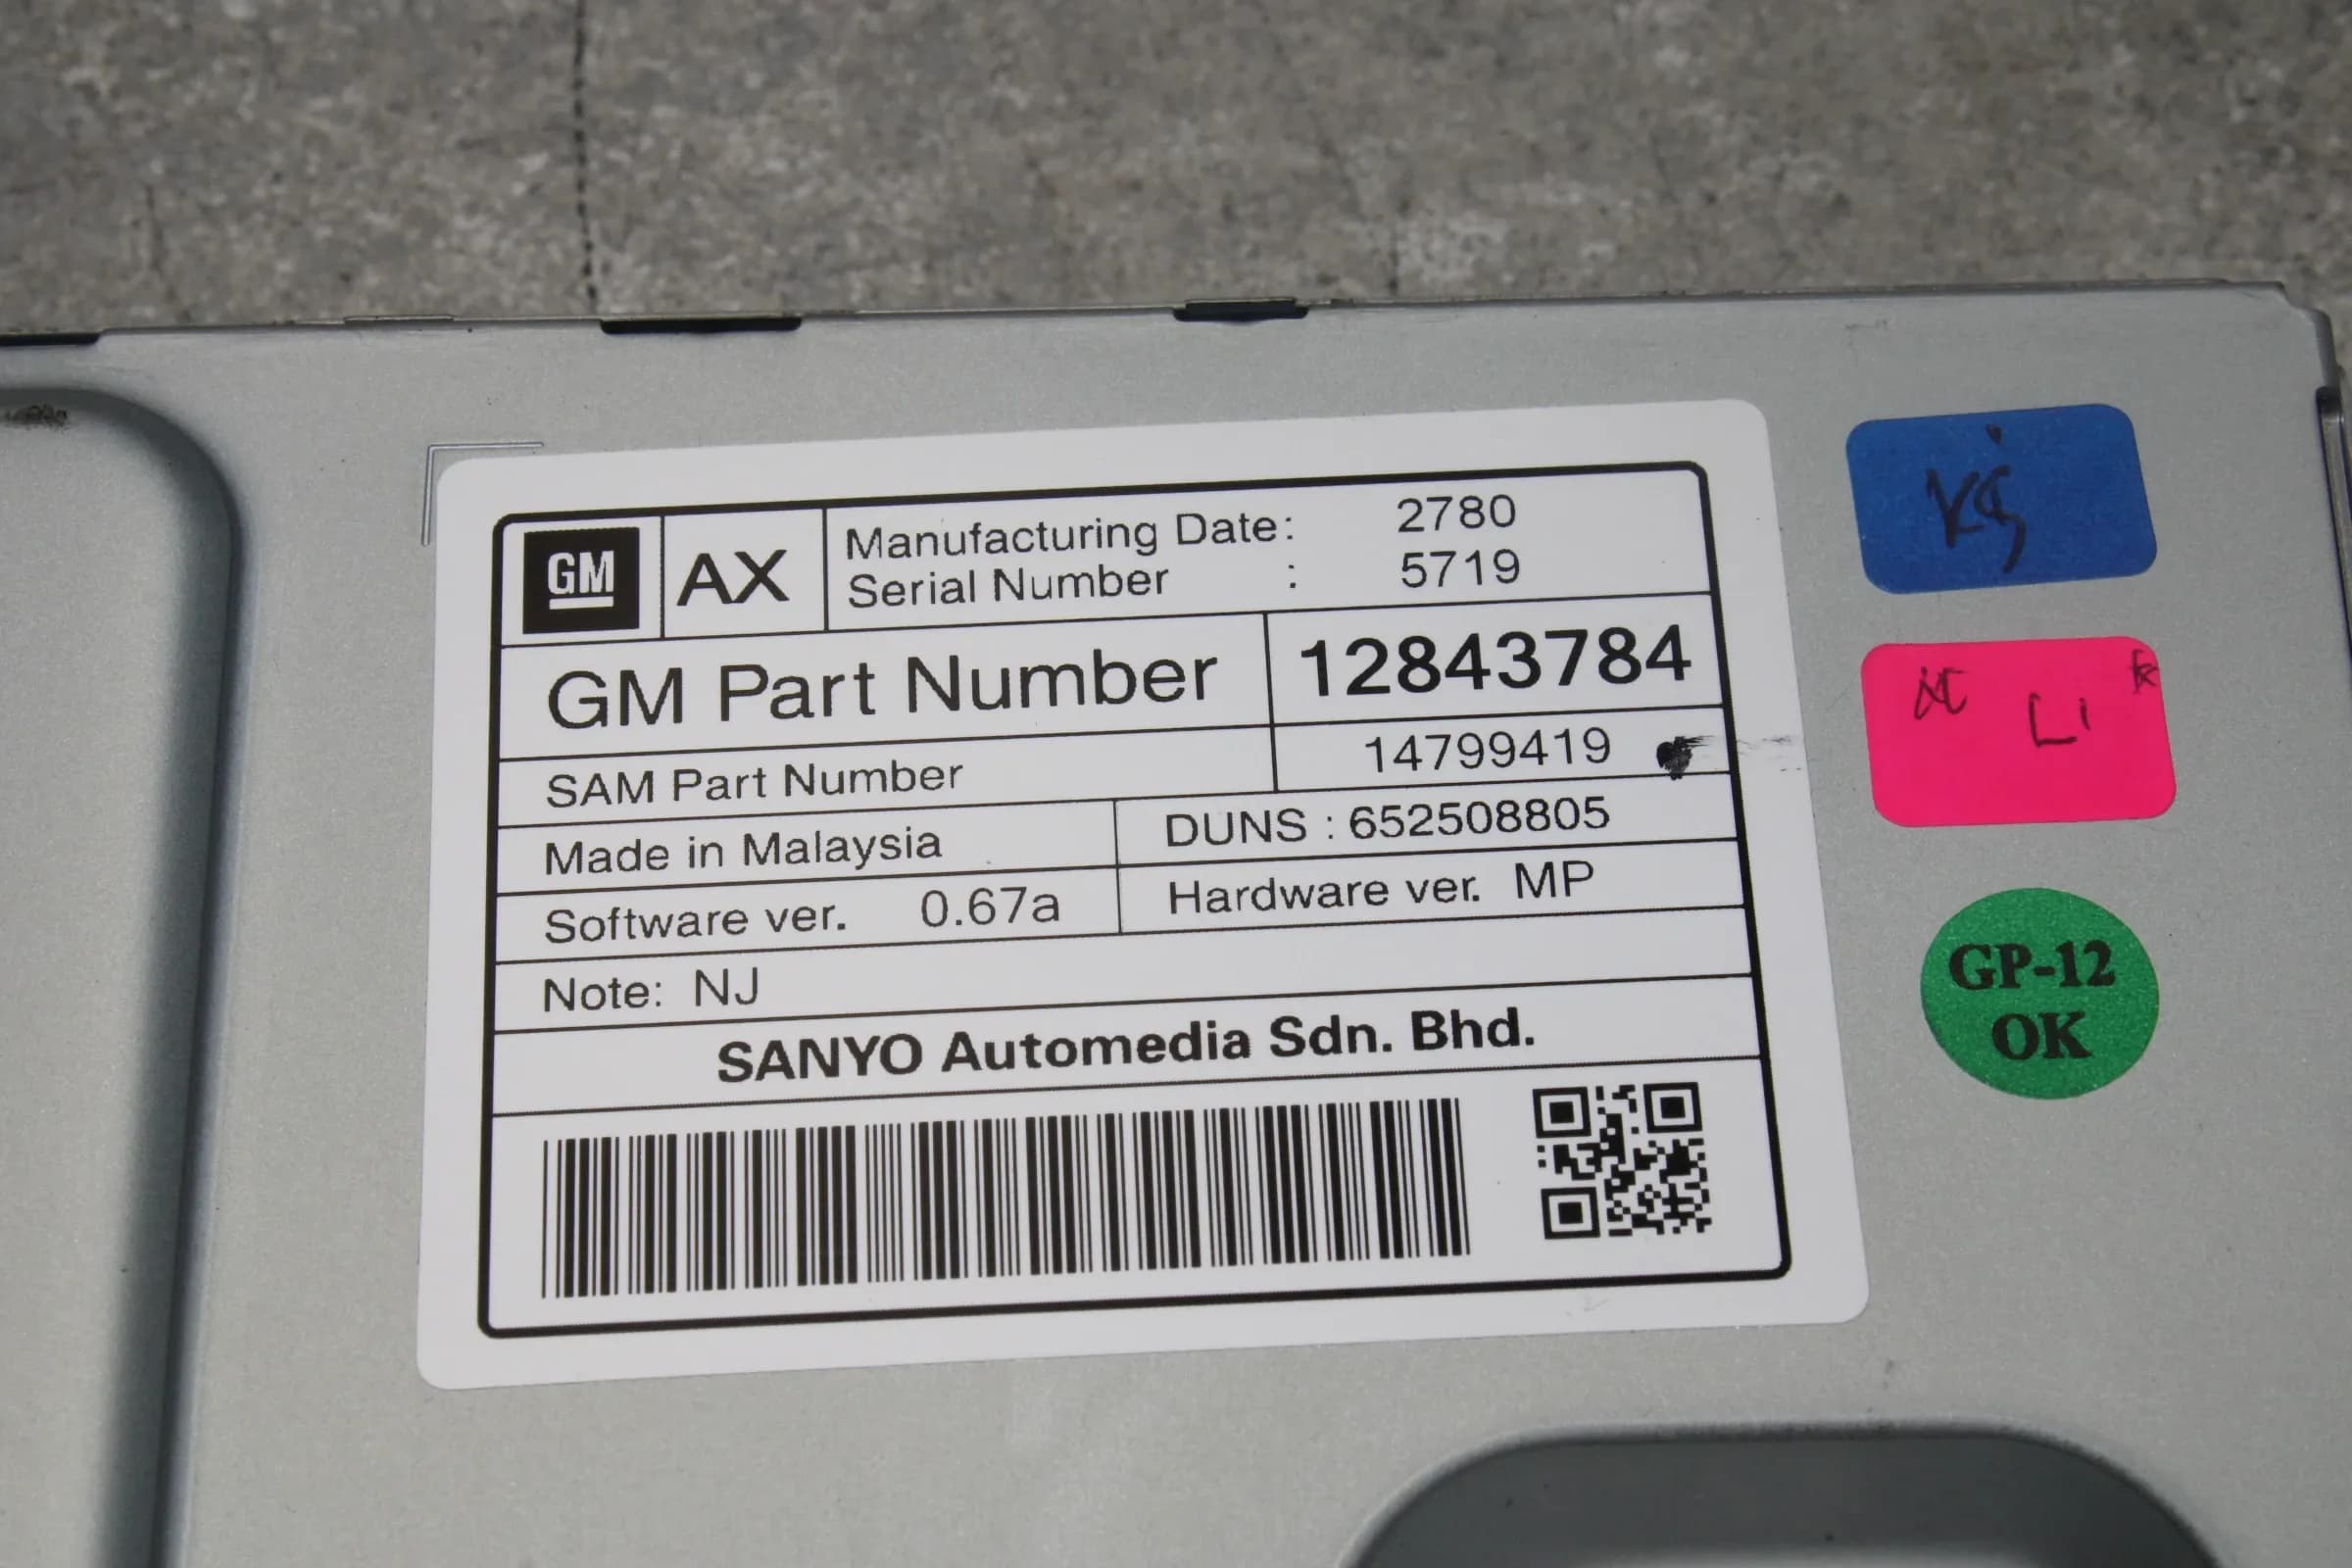 GM
AX
Manufacturing Date: 2780
Serial Number : 5719
GM Part Number 12843784
SAM Part Number 14799419
Made in Malaysia DUNS : 652508805
Software ver. 0.67a Hardware ver. MP
Note: NJ
SANYO Automedia Sdn. Bhd.
Li
GP-12
OK